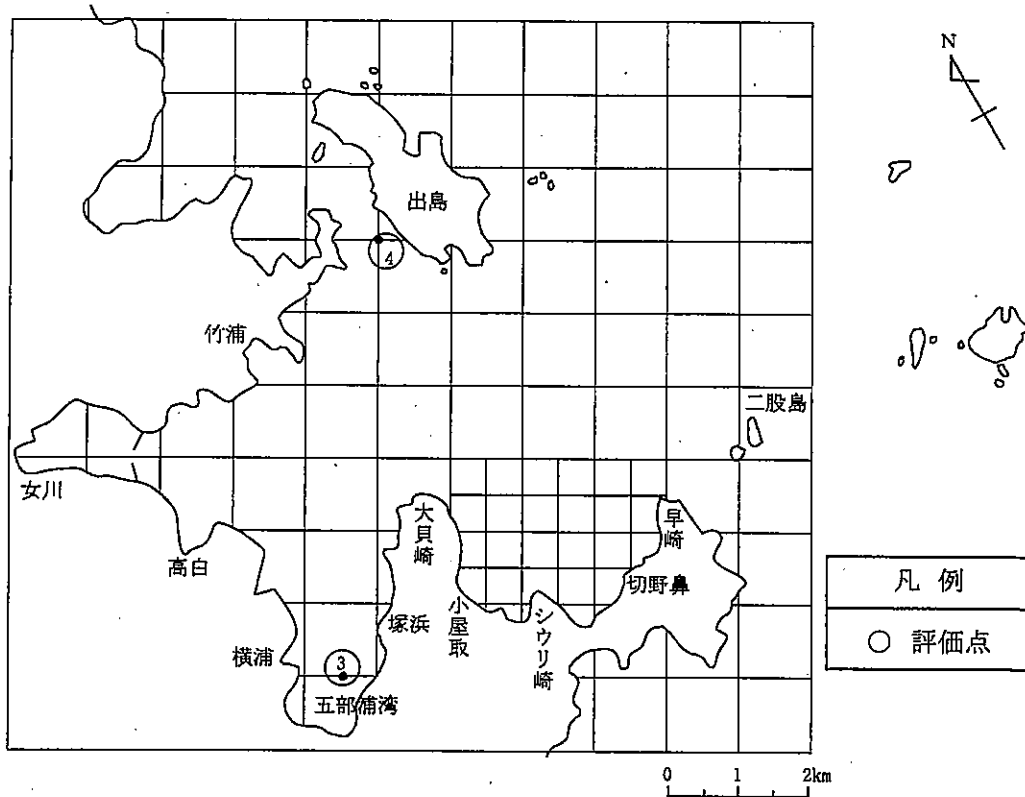 N
出島
4
竹浦
二股島
女川
大貝崎
早崎
高白
切野鼻
小屋取
シウリ崎
塚浜
横浦
3
五部浦湾
凡例
○ 評価点
0 1 2km